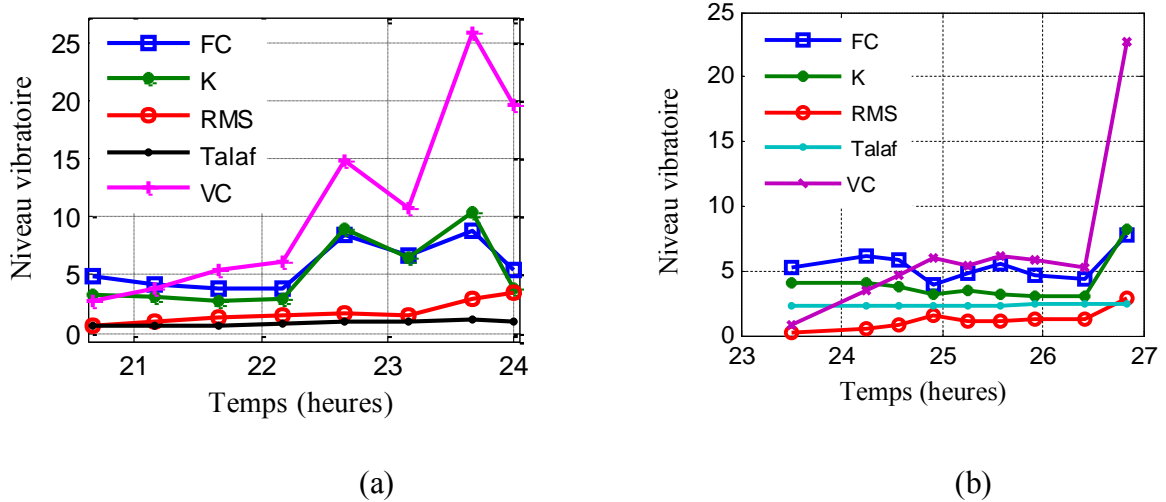 25
20
15
10
5
0
Niveau vibratoire
FC
K
RMS
Talaf
VC
21
22
23
24
Temps (heures)
(a)
25
20
15
10
5
0
Niveau vibratoire
FC
K
RMS
Talaf
VC
23
24
25
26
27
Temps (heures)
(b)